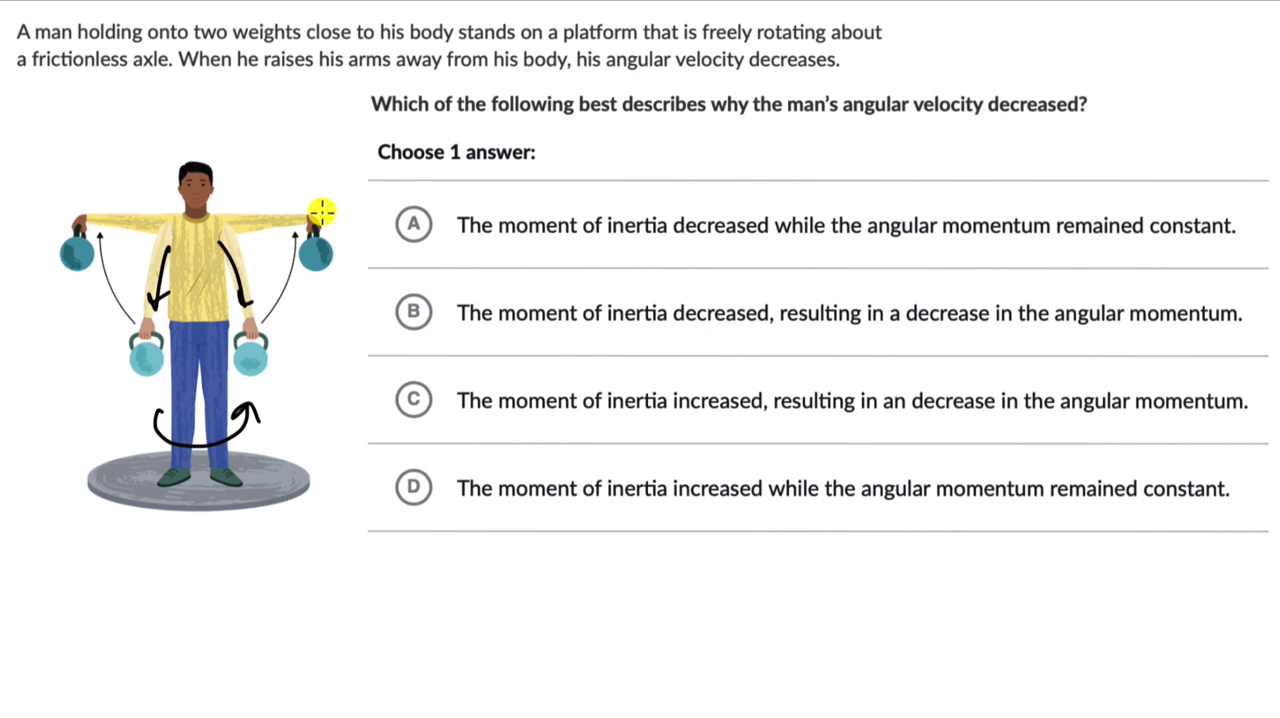 A man holding onto two weights close to his body stands on a platform that is freely rotating about
a frictionless axle. When he raises his arms away from his body, his angular velocity decreases.
Which of the following best describes why the man's angular velocity decreased?
Choose 1 answer:
A The moment of inertia decreased while the angular momentum remained constant.
B The moment of inertia decreased, resulting in a decrease in the angular momentum.
C The moment of inertia increased, resulting in an decrease in the angular momentum.
D The moment of inertia increased while the angular momentum remained constant.